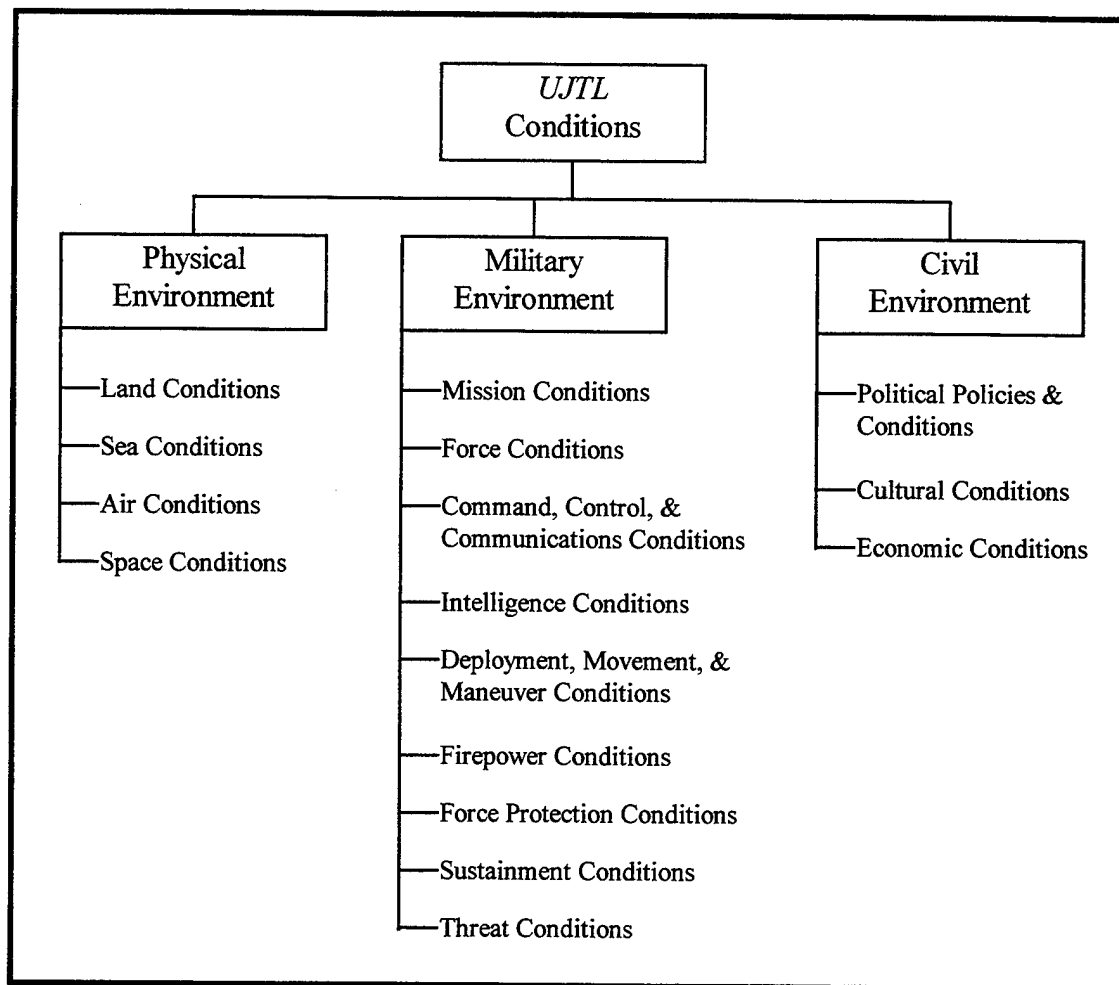 UJTL
Conditions
Physical
Environment
Land Conditions
Sea Conditions
Air Conditions
Space Conditions
Military
Environment
Mission Conditions
Force Conditions
Command, Control, &
Communications Conditions
Intelligence Conditions
Deployment, Movement, &
Maneuver Conditions
Firepower Conditions
Force Protection Conditions
Sustainment Conditions
Threat Conditions
Civil
Environment
Political Policies &
Conditions
Cultural Conditions
Economic Conditions